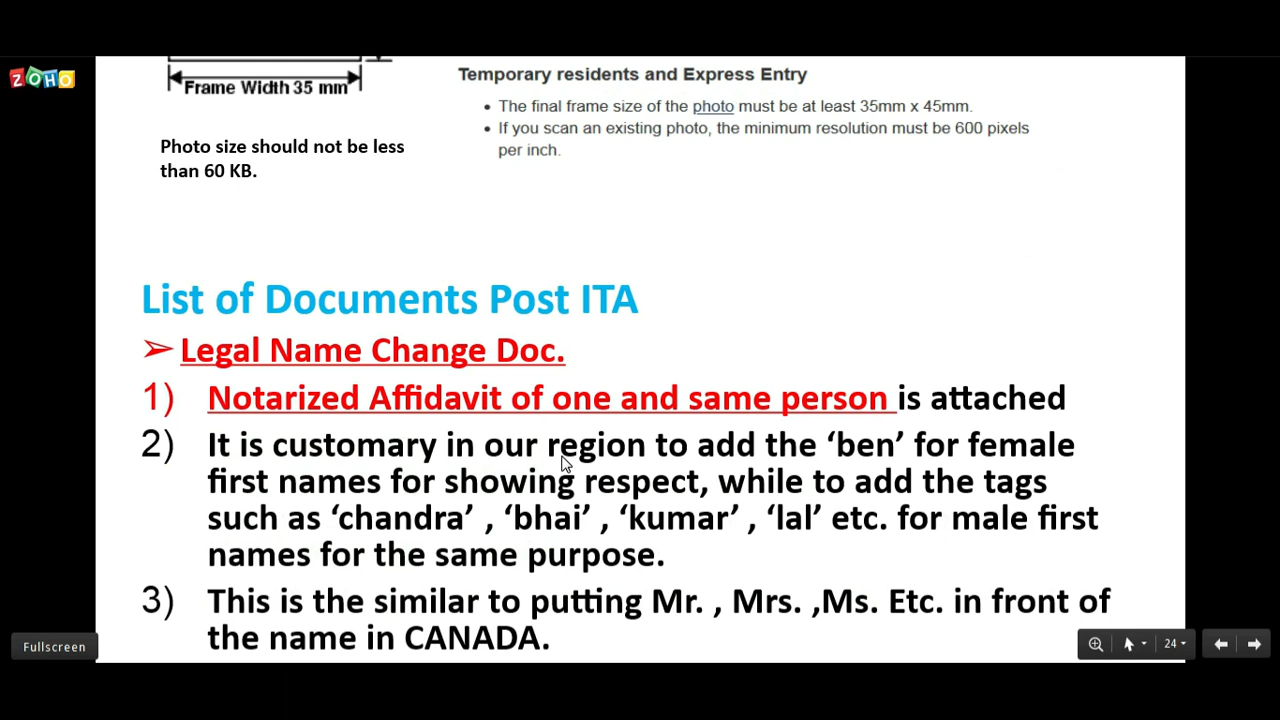 ZOHO
Frame Width 35 mm
Photo size should not be less
than 60 KB.
Temporary residents and Express Entry
• The final frame size of the photo must be at least 35mm x 45mm.
• If you scan an existing photo, the minimum resolution must be 600 pixels
per inch.
List of Documents Post ITA
➢ Legal Name Change Doc.
1) Notarized Affidavit of one and same person is attached
2) It is customary in our region to add the ‘ben’ for female
first names for showing respect, while to add the tags
such as ‘chandra’ , ‘bhai’ , ‘kumar’ , ‘lal’ etc. for male first
names for the same purpose.
3) This is the similar to putting Mr. , Mrs. ,Ms. Etc. in front of
the name in CANADA.
Fullscreen
24